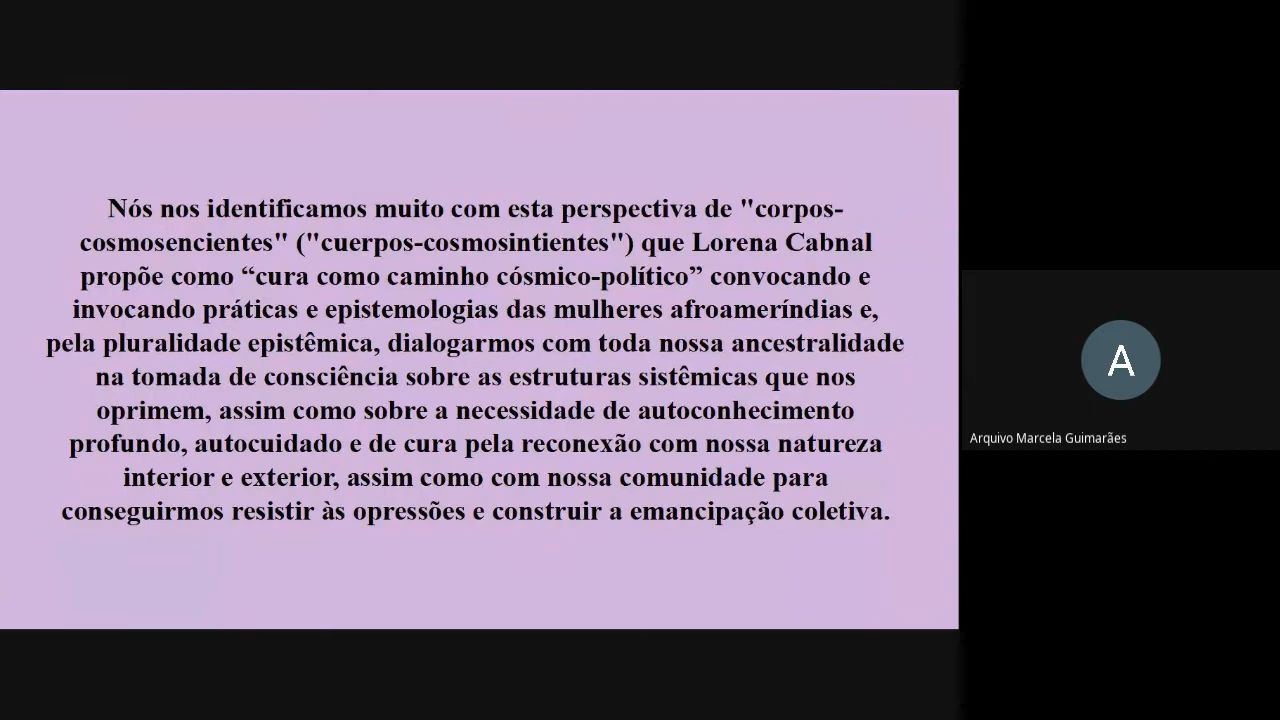 Nós nos identificamos muito com esta perspectiva de "corpos-
cosmosencientes" ("cuerpos-cosmosintientes") que Lorena Cabnal
propõe como “cura como caminho cósmico-político” convocando e
invocando práticas e epistemologias das mulheres afroameríndias e,
pela pluralidade epistêmica, dialogarmos com toda nossa ancestralidade
na tomada de consciência sobre as estruturas sistêmicas que nos
oprimem, assim como sobre a necessidade de autoconhecimento
profundo, autocuidado e de cura pela reconexão com nossa natureza
interior e exterior, assim como com nossa comunidade para
conseguirmos resistir às opressões e construir a emancipação coletiva.
A
Arquivo Marcela Guimarães